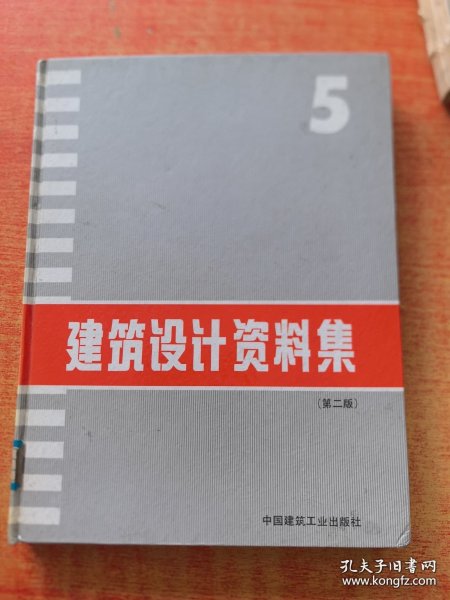 5
建筑设计资料集
(第二版)
中国建筑工业出版社
孔夫子旧书网
www.kongfz.com